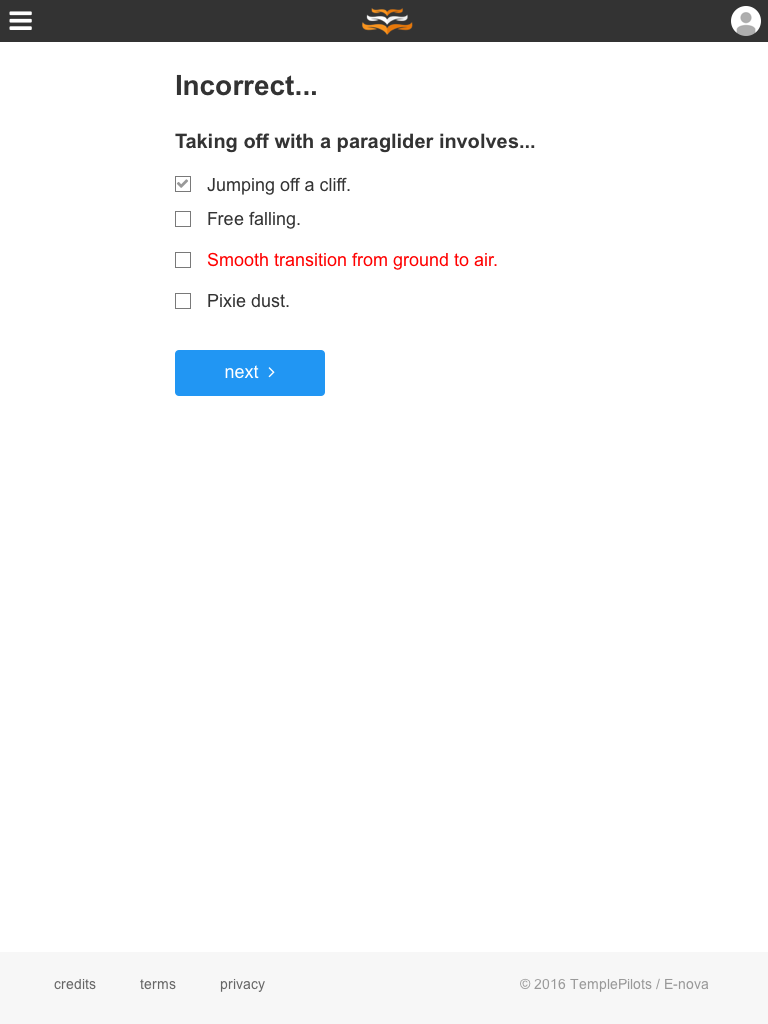 Incorrect...
Taking off with a paraglider involves...
Jumping off a cliff.
Free falling.
Smooth transition from ground to air.
Pixie dust.
next
credits terms privacy © 2016 TemplePilots / E-nova